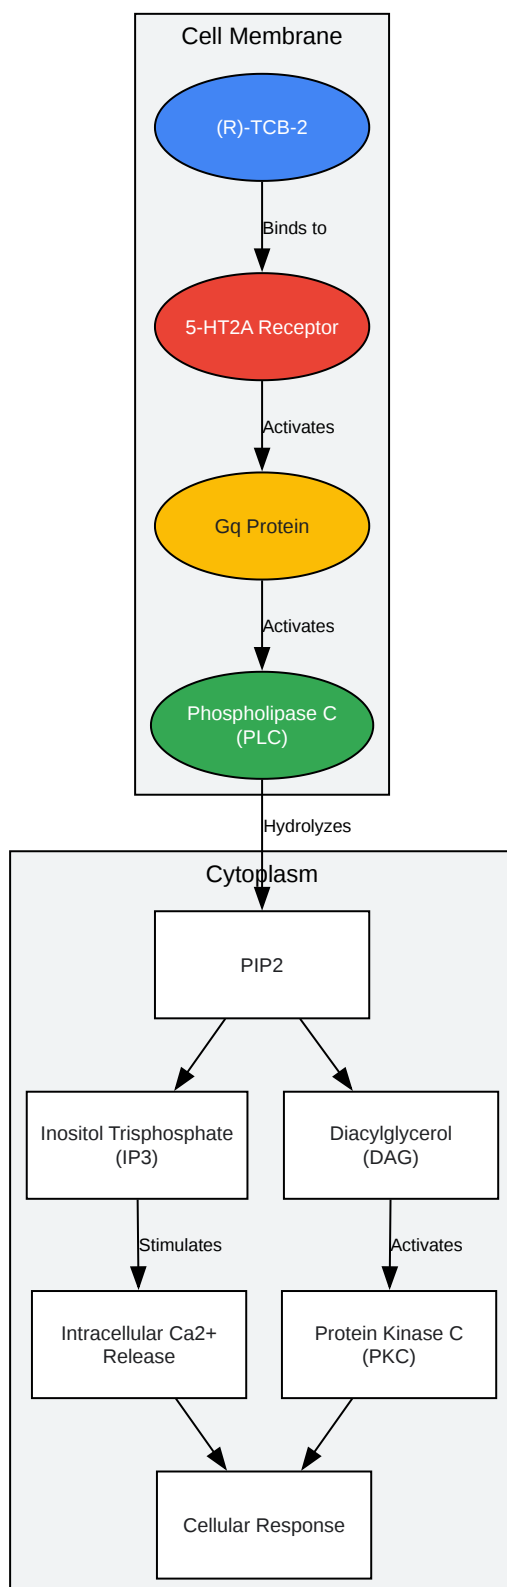 Cell Membrane
(R)-TCB-2
Binds to
5-HT2A Receptor
Activates
Gq Protein
Activates
Phospholipase C
(PLC)
Hydrolyzes
Cytoplasm
PIP2
Inositol Trisphosphate
(IP3)
Diacylglycerol
(DAG)
Stimulates
Activates
Intracellular Ca2+
Release
Protein Kinase C
(PKC)
Cellular Response